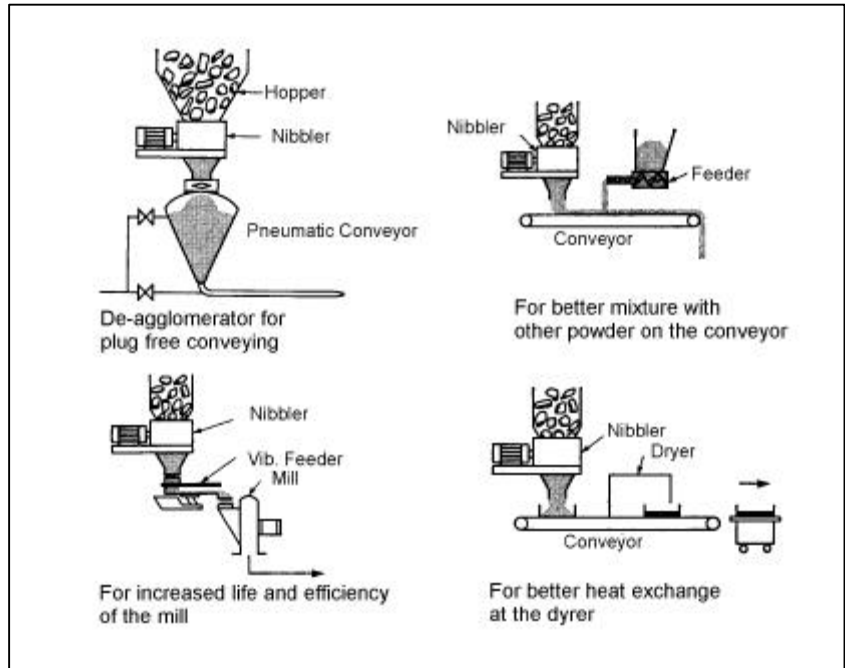 Hopper
Nibbler
Pneumatic Conveyor
De-agglomerator for
plug free conveying
Nibbler
Feeder
Conveyor
For better mixture with
other powder on the conveyor
Nibbler
Vib. Feeder
Mill
For increased life and efficiency
of the mill
Nibbler
Dryer
Conveyor
For better heat exchange
at the dyrer